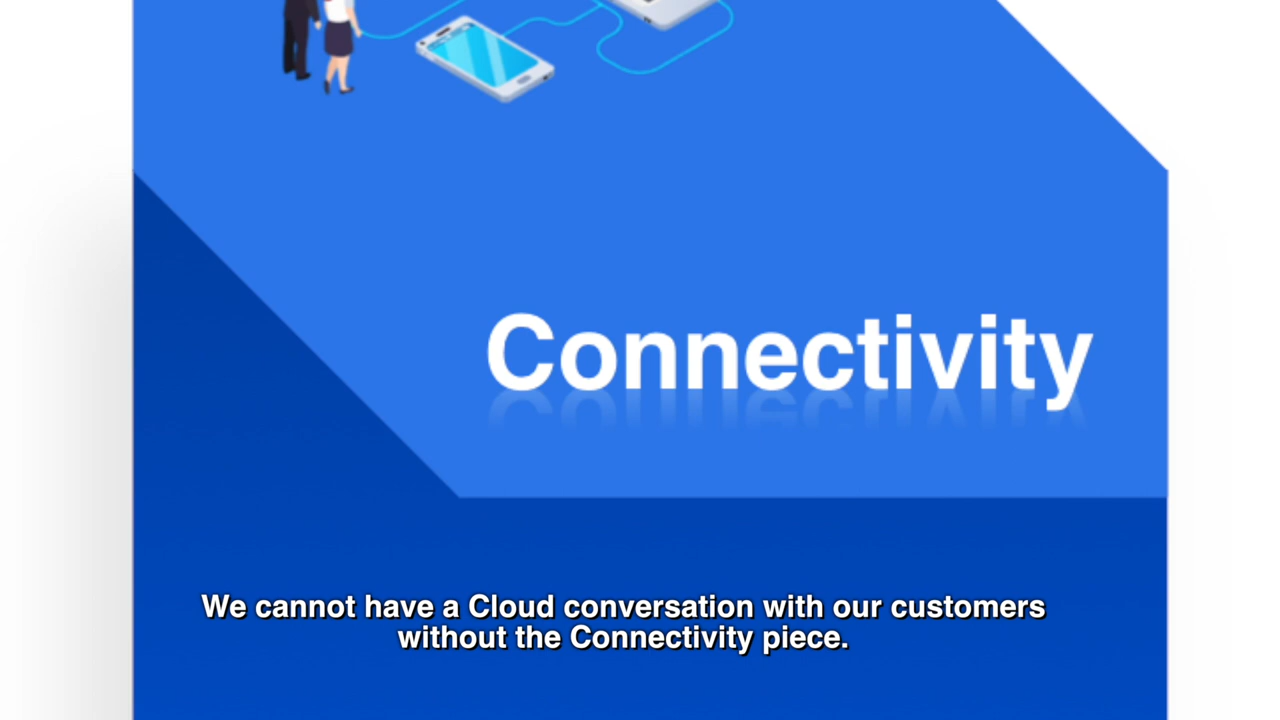 Connectivity
We cannot have a Cloud conversation with our customers
without the Connectivity piece.